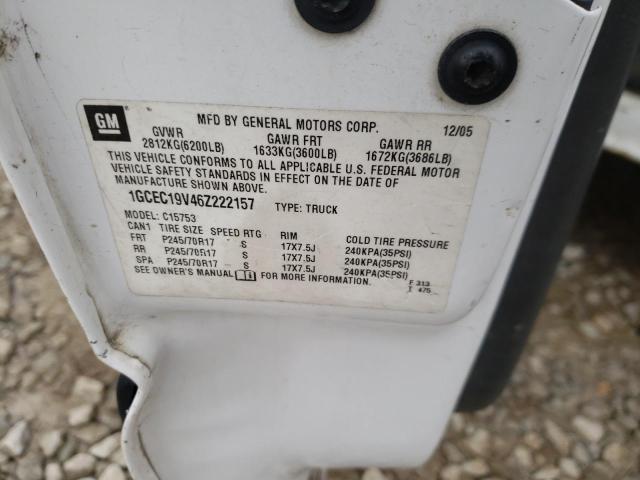 GM
MFD BY GENERAL MOTORS CORP. 12/05
GVWR GAWR FRT GAWR RR
2812KG(6200LB) 1633KG(3600LB) 1672KG(3686LB)
THIS VEHICLE CONFORMS TO ALL APPLICABLE U.S. FEDERAL MOTOR
VEHICLE SAFETY STANDARDS IN EFFECT ON THE DATE OF
MANUFACTURE SHOWN ABOVE.
1GCEC19V46Z222157 TYPE: TRUCK
C15753
CAN1 TIRE SIZE SPEED RTG RIM COLD TIRE PRESSURE
FRT P245/70R17 S 17X7.5J 240KPA(35PSI)
RR P245/70R17 S 17X7.5J 240KPA(35PSI)
SPA P245/70R17 S 17X7.5J 240KPA(35PSI)
SEE OWNER'S MANUAL i FOR MORE INFORMATION.
F 313
I 475